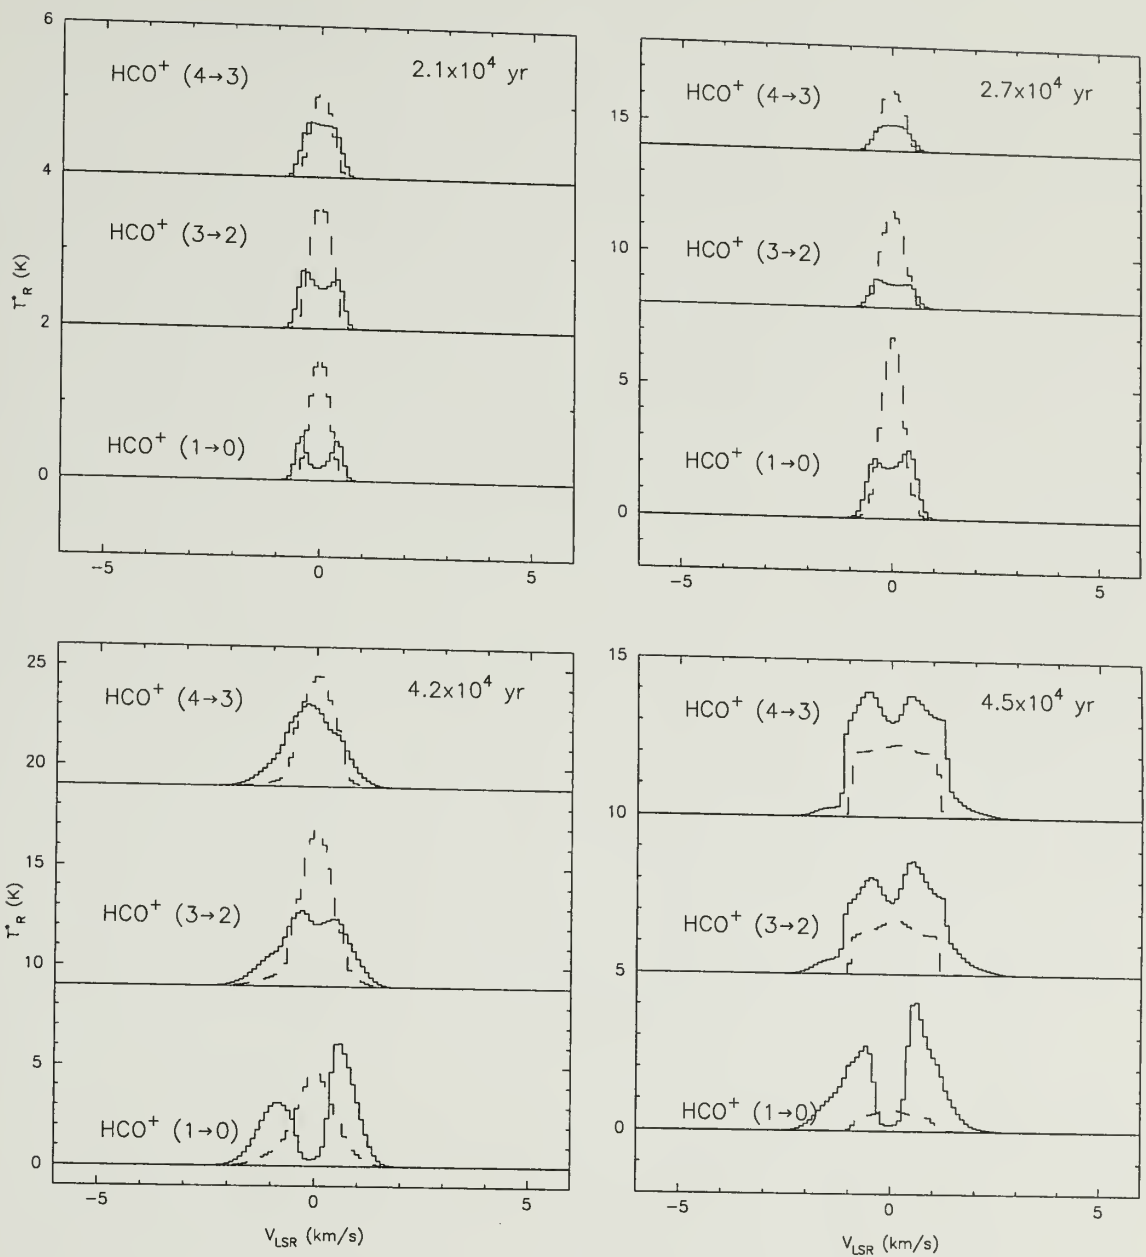 6
HCO⁺ (4→3)
2.1x10⁴ yr
4
HCO⁺ (3→2)
T*R (K)
2
HCO⁺ (1→0)
0
−5
0
5
HCO⁺ (4→3)
2.7x10⁴ yr
15
HCO⁺ (3→2)
10
5
HCO⁺ (1→0)
0
−5
0
5
25
HCO⁺ (4→3)
4.2x10⁴ yr
20
15
HCO⁺ (3→2)
T*R (K)
10
5
HCO⁺ (1→0)
0
−5
0
5
VLSR (km/s)
15
HCO⁺ (4→3)
4.5x10⁴ yr
10
HCO⁺ (3→2)
5
HCO⁺ (1→0)
0
−5
0
5
VLSR (km/s)